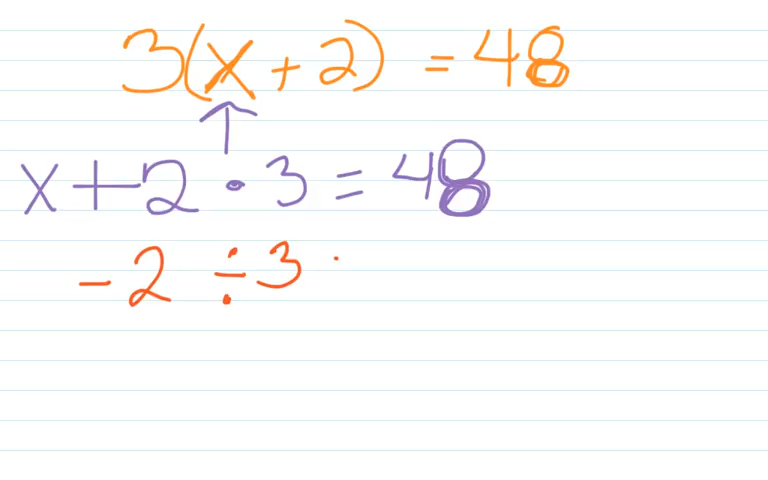 3(x + 2) = 48
x + 2 · 3 = 48
- 2 ÷ 3